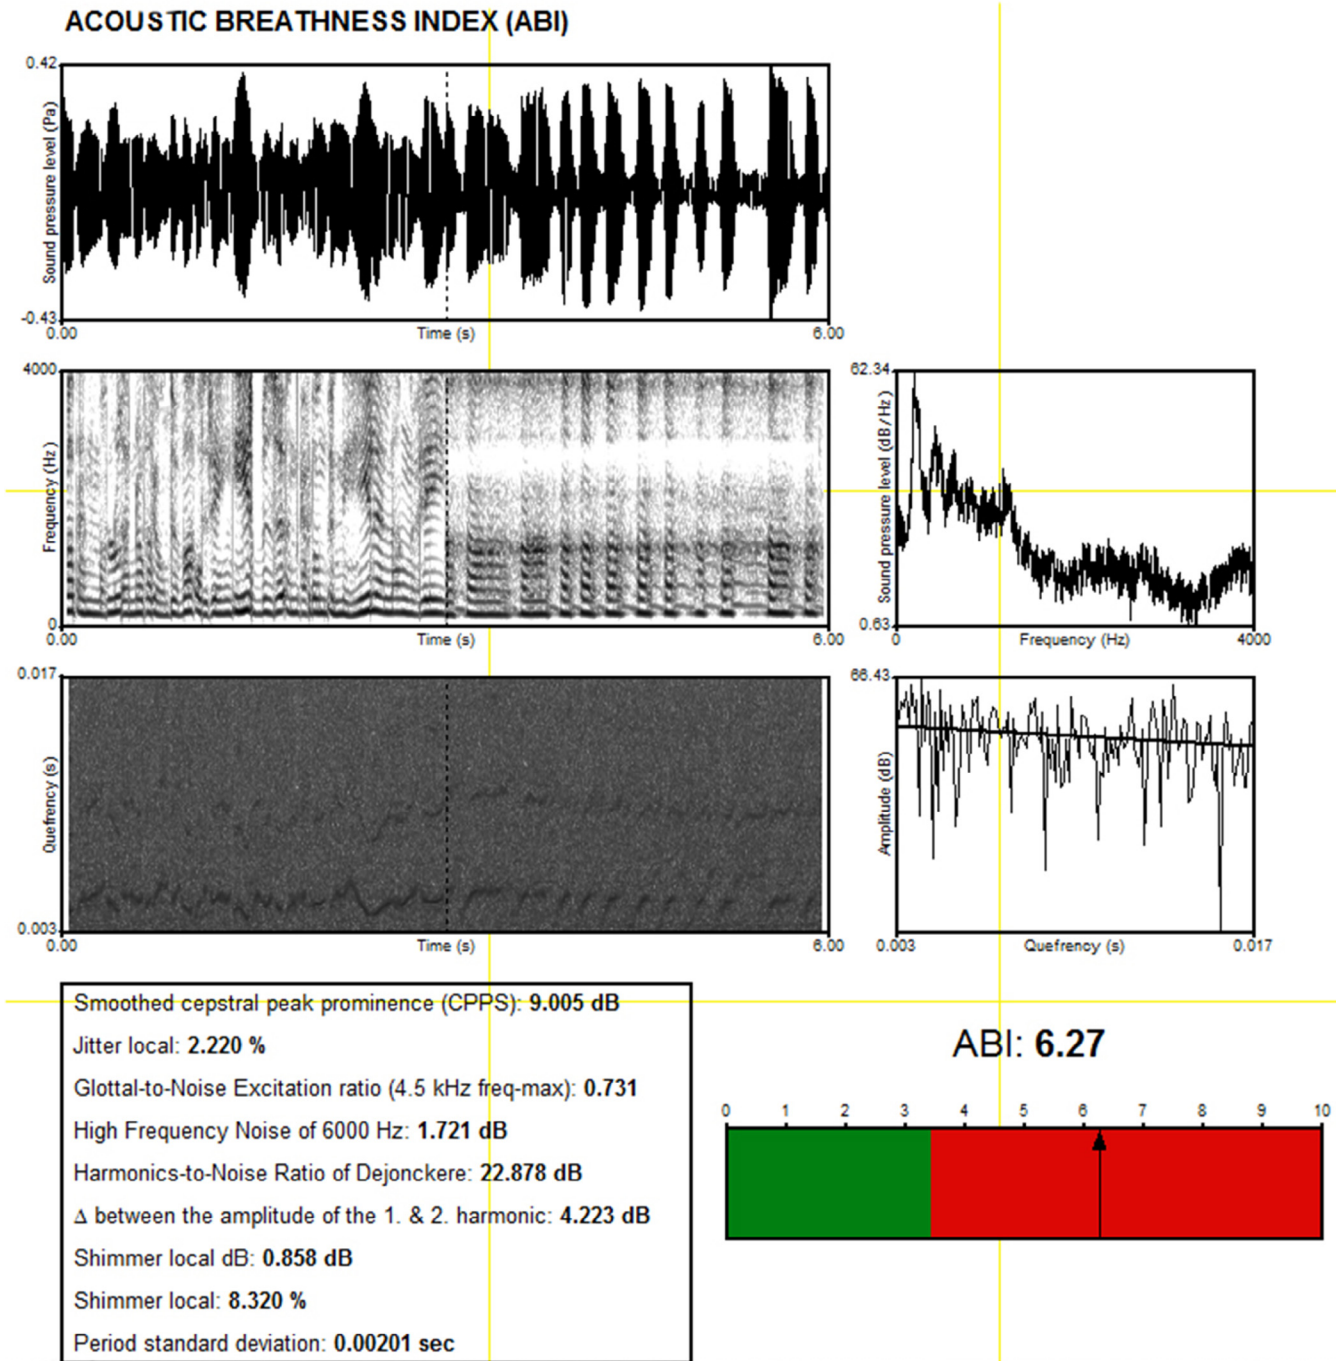 ACOUSTIC BREATHNESS INDEX (ABI)
0.42
Sound pressure level (Pa)
-0.43
0.00
Time (s)
6.00
4000
Frequency (Hz)
0
0.00
Time (s)
6.00
62.34
Sound pressure level (dB/Hz)
0.63
0
Frequency (Hz)
4000
0.017
Quefrency (s)
0.003
0.00
Time (s)
6.00
66.43
Amplitude (dB)
0.003
Quefrency (s)
0.017
Smoothed cepstral peak prominence (CPPS): 9.005 dB
Jitter local: 2.220 %
Glottal-to-Noise Excitation ratio (4.5 kHz freq-max): 0.731
High Frequency Noise of 6000 Hz: 1.721 dB
Harmonics-to-Noise Ratio of Dejonckere: 22.878 dB
Δ between the amplitude of the 1. & 2. harmonic: 4.223 dB
Shimmer local dB: 0.858 dB
Shimmer local: 8.320 %
Period standard deviation: 0.00201 sec
ABI: 6.27
0 1 2 3 4 5 6 7 8 9 10